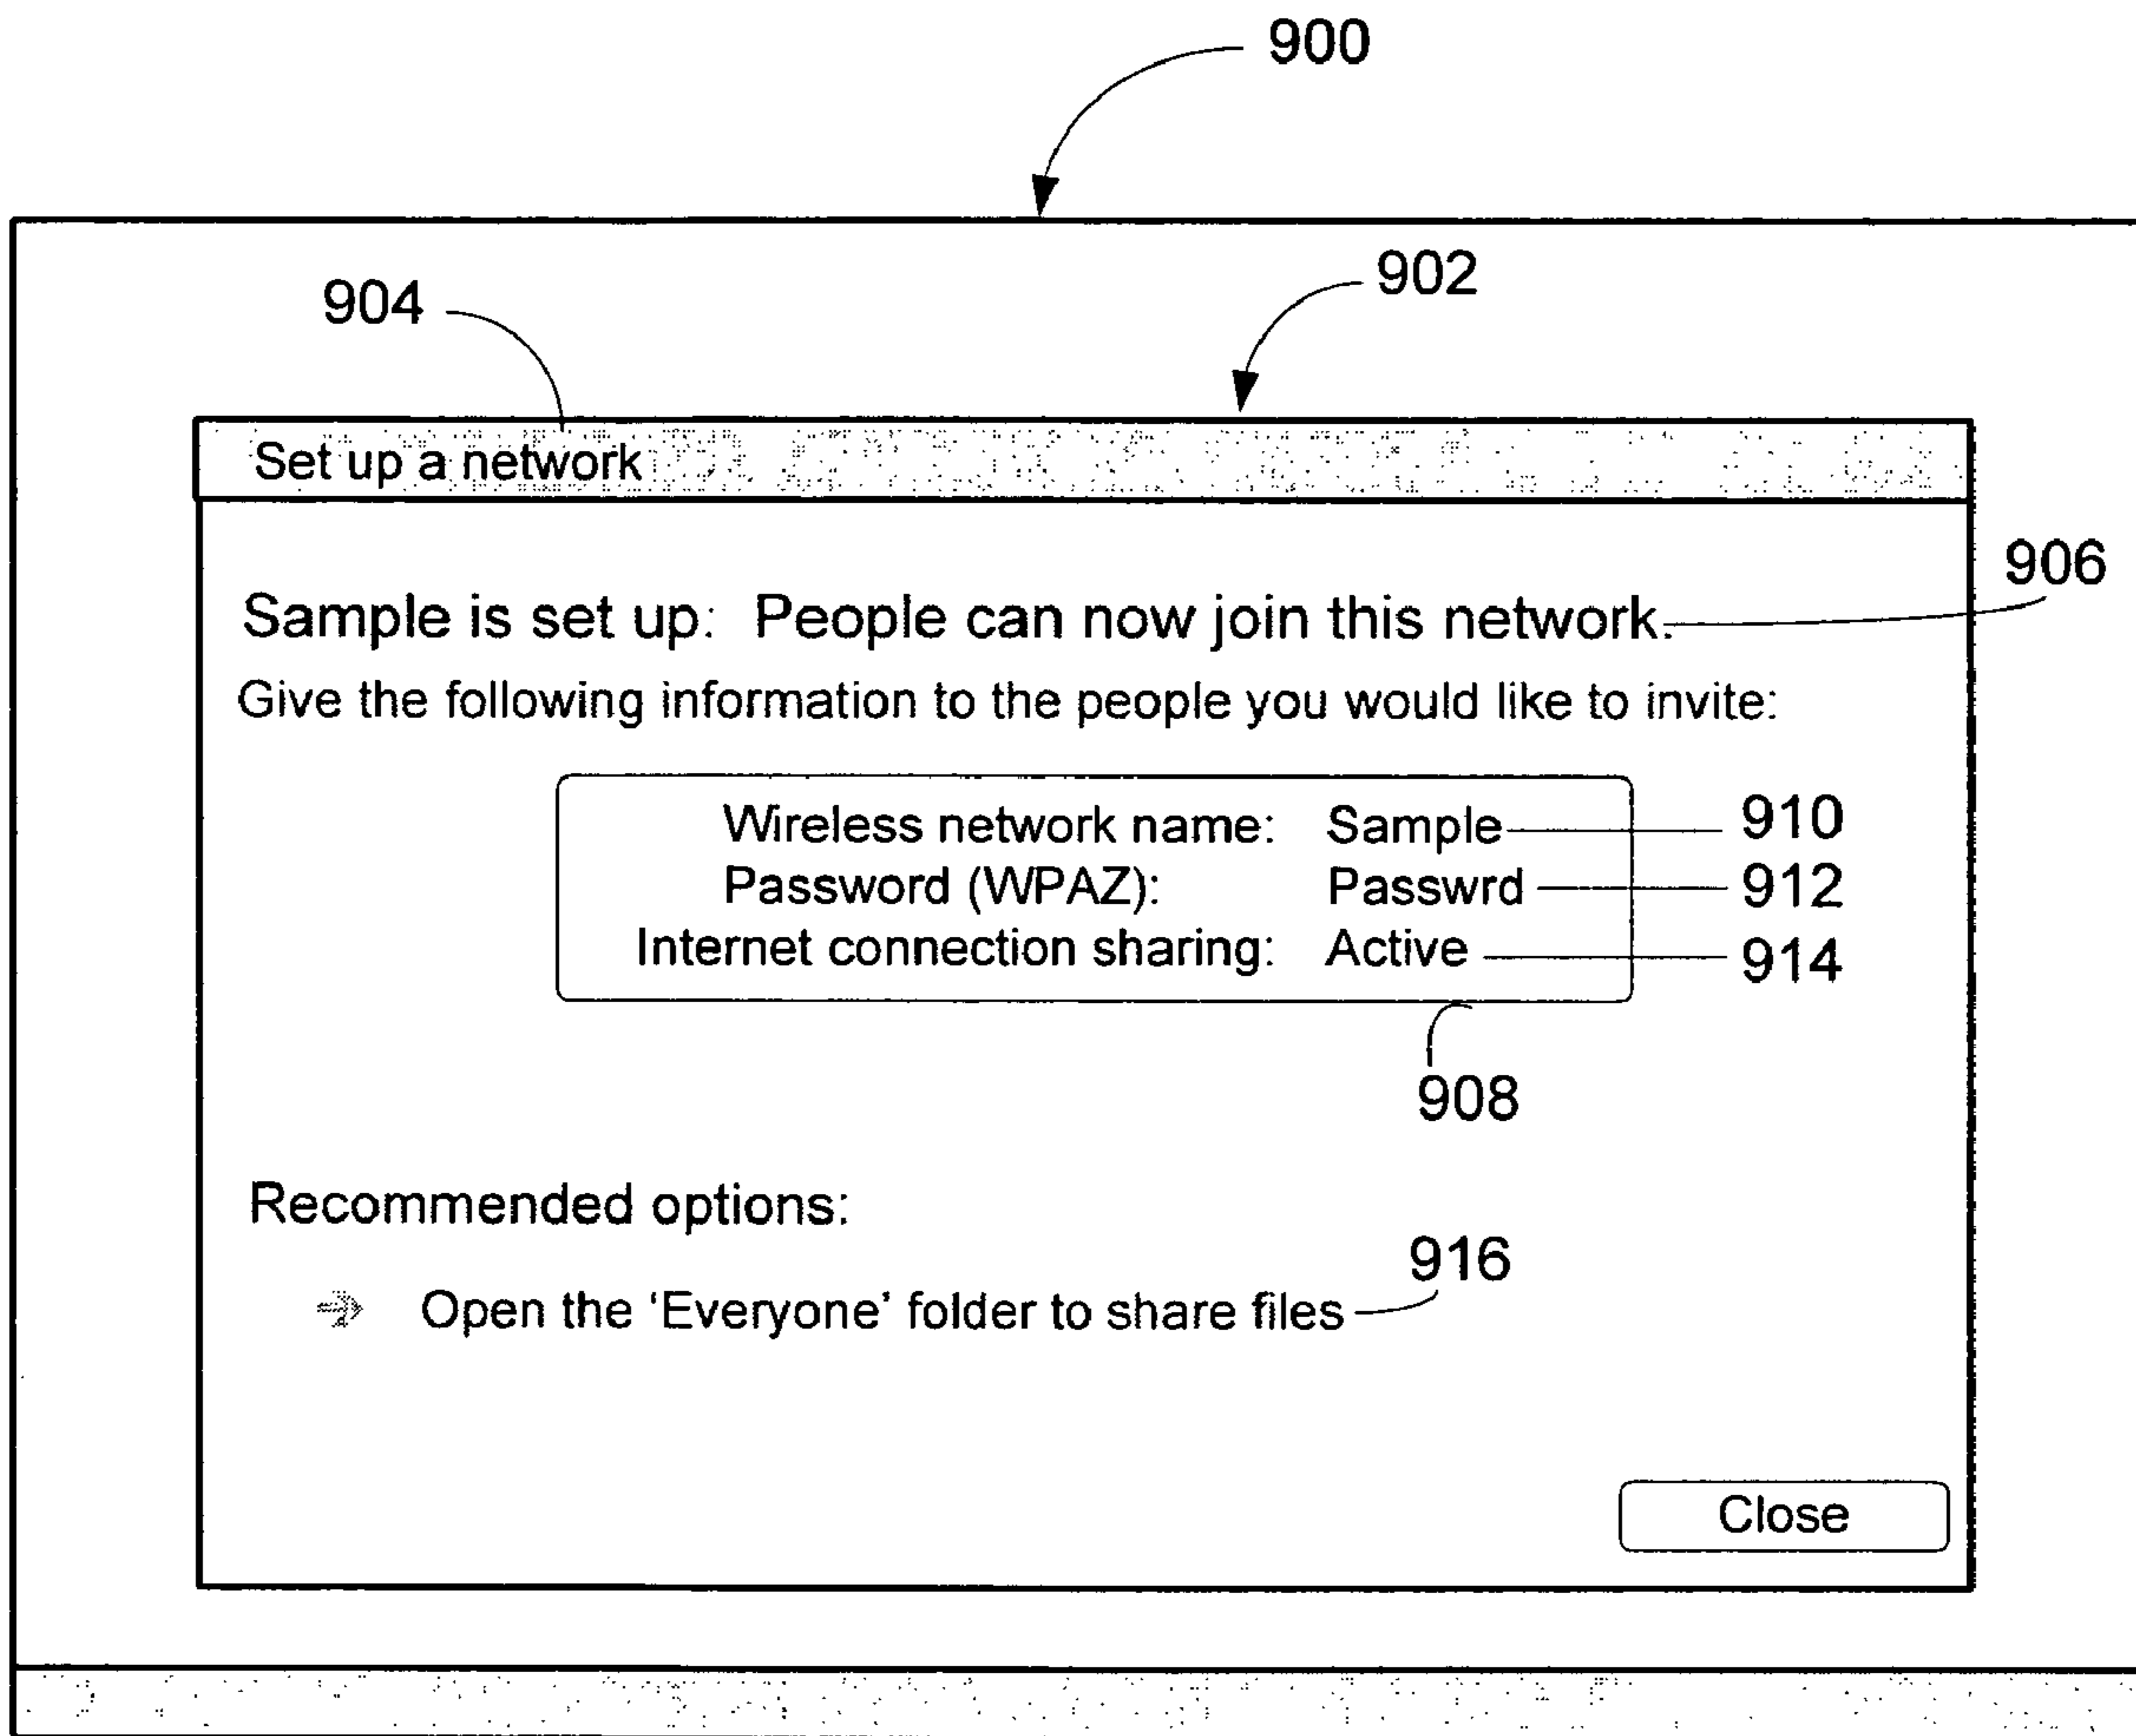 900
902
904
Set up a network
906
Sample is set up: People can now join this network.
Give the following information to the people you would like to invite:
Wireless network name: Sample 910
Password (WPAZ): Passwrd 912
Internet connection sharing: Active 914
908
Recommended options:
916
Open the ‘Everyone’ folder to share files
Close